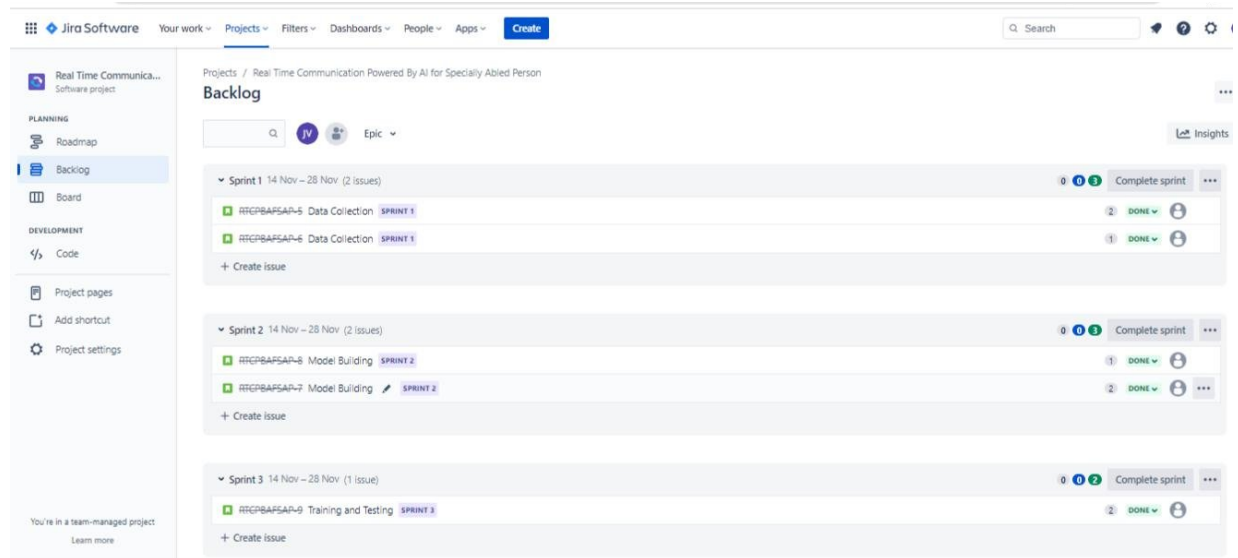 Jira Software Your work Projects Filters Dashboards People Apps Create Search
Real Time Communica...
Software project
PLANNING
Roadmap
Backlog
Board
DEVELOPMENT
Code
Project pages
Add shortcut
Project settings
You're in a team-managed project
Learn more
Projects / Real Time Communication Powered By AI for Specially Abled Person
Backlog
JV Epic Insights
Sprint 1 14 Nov – 28 Nov (2 issues) 0 0 3 Complete sprint
RTCPBAFSAP-5 Data Collection SPRINT 1 2 DONE
RTCPBAFSAP-6 Data Collection SPRINT 1 1 DONE
+ Create issue
Sprint 2 14 Nov – 28 Nov (2 issues) 0 0 3 Complete sprint
RTCPBAFSAP-8 Model Building SPRINT 2 1 DONE
RTCPBAFSAP-7 Model Building SPRINT 2 2 DONE
+ Create issue
Sprint 3 14 Nov – 28 Nov (1 issue) 0 0 2 Complete sprint
RTCPBAFSAP-9 Training and Testing SPRINT 3 2 DONE
+ Create issue